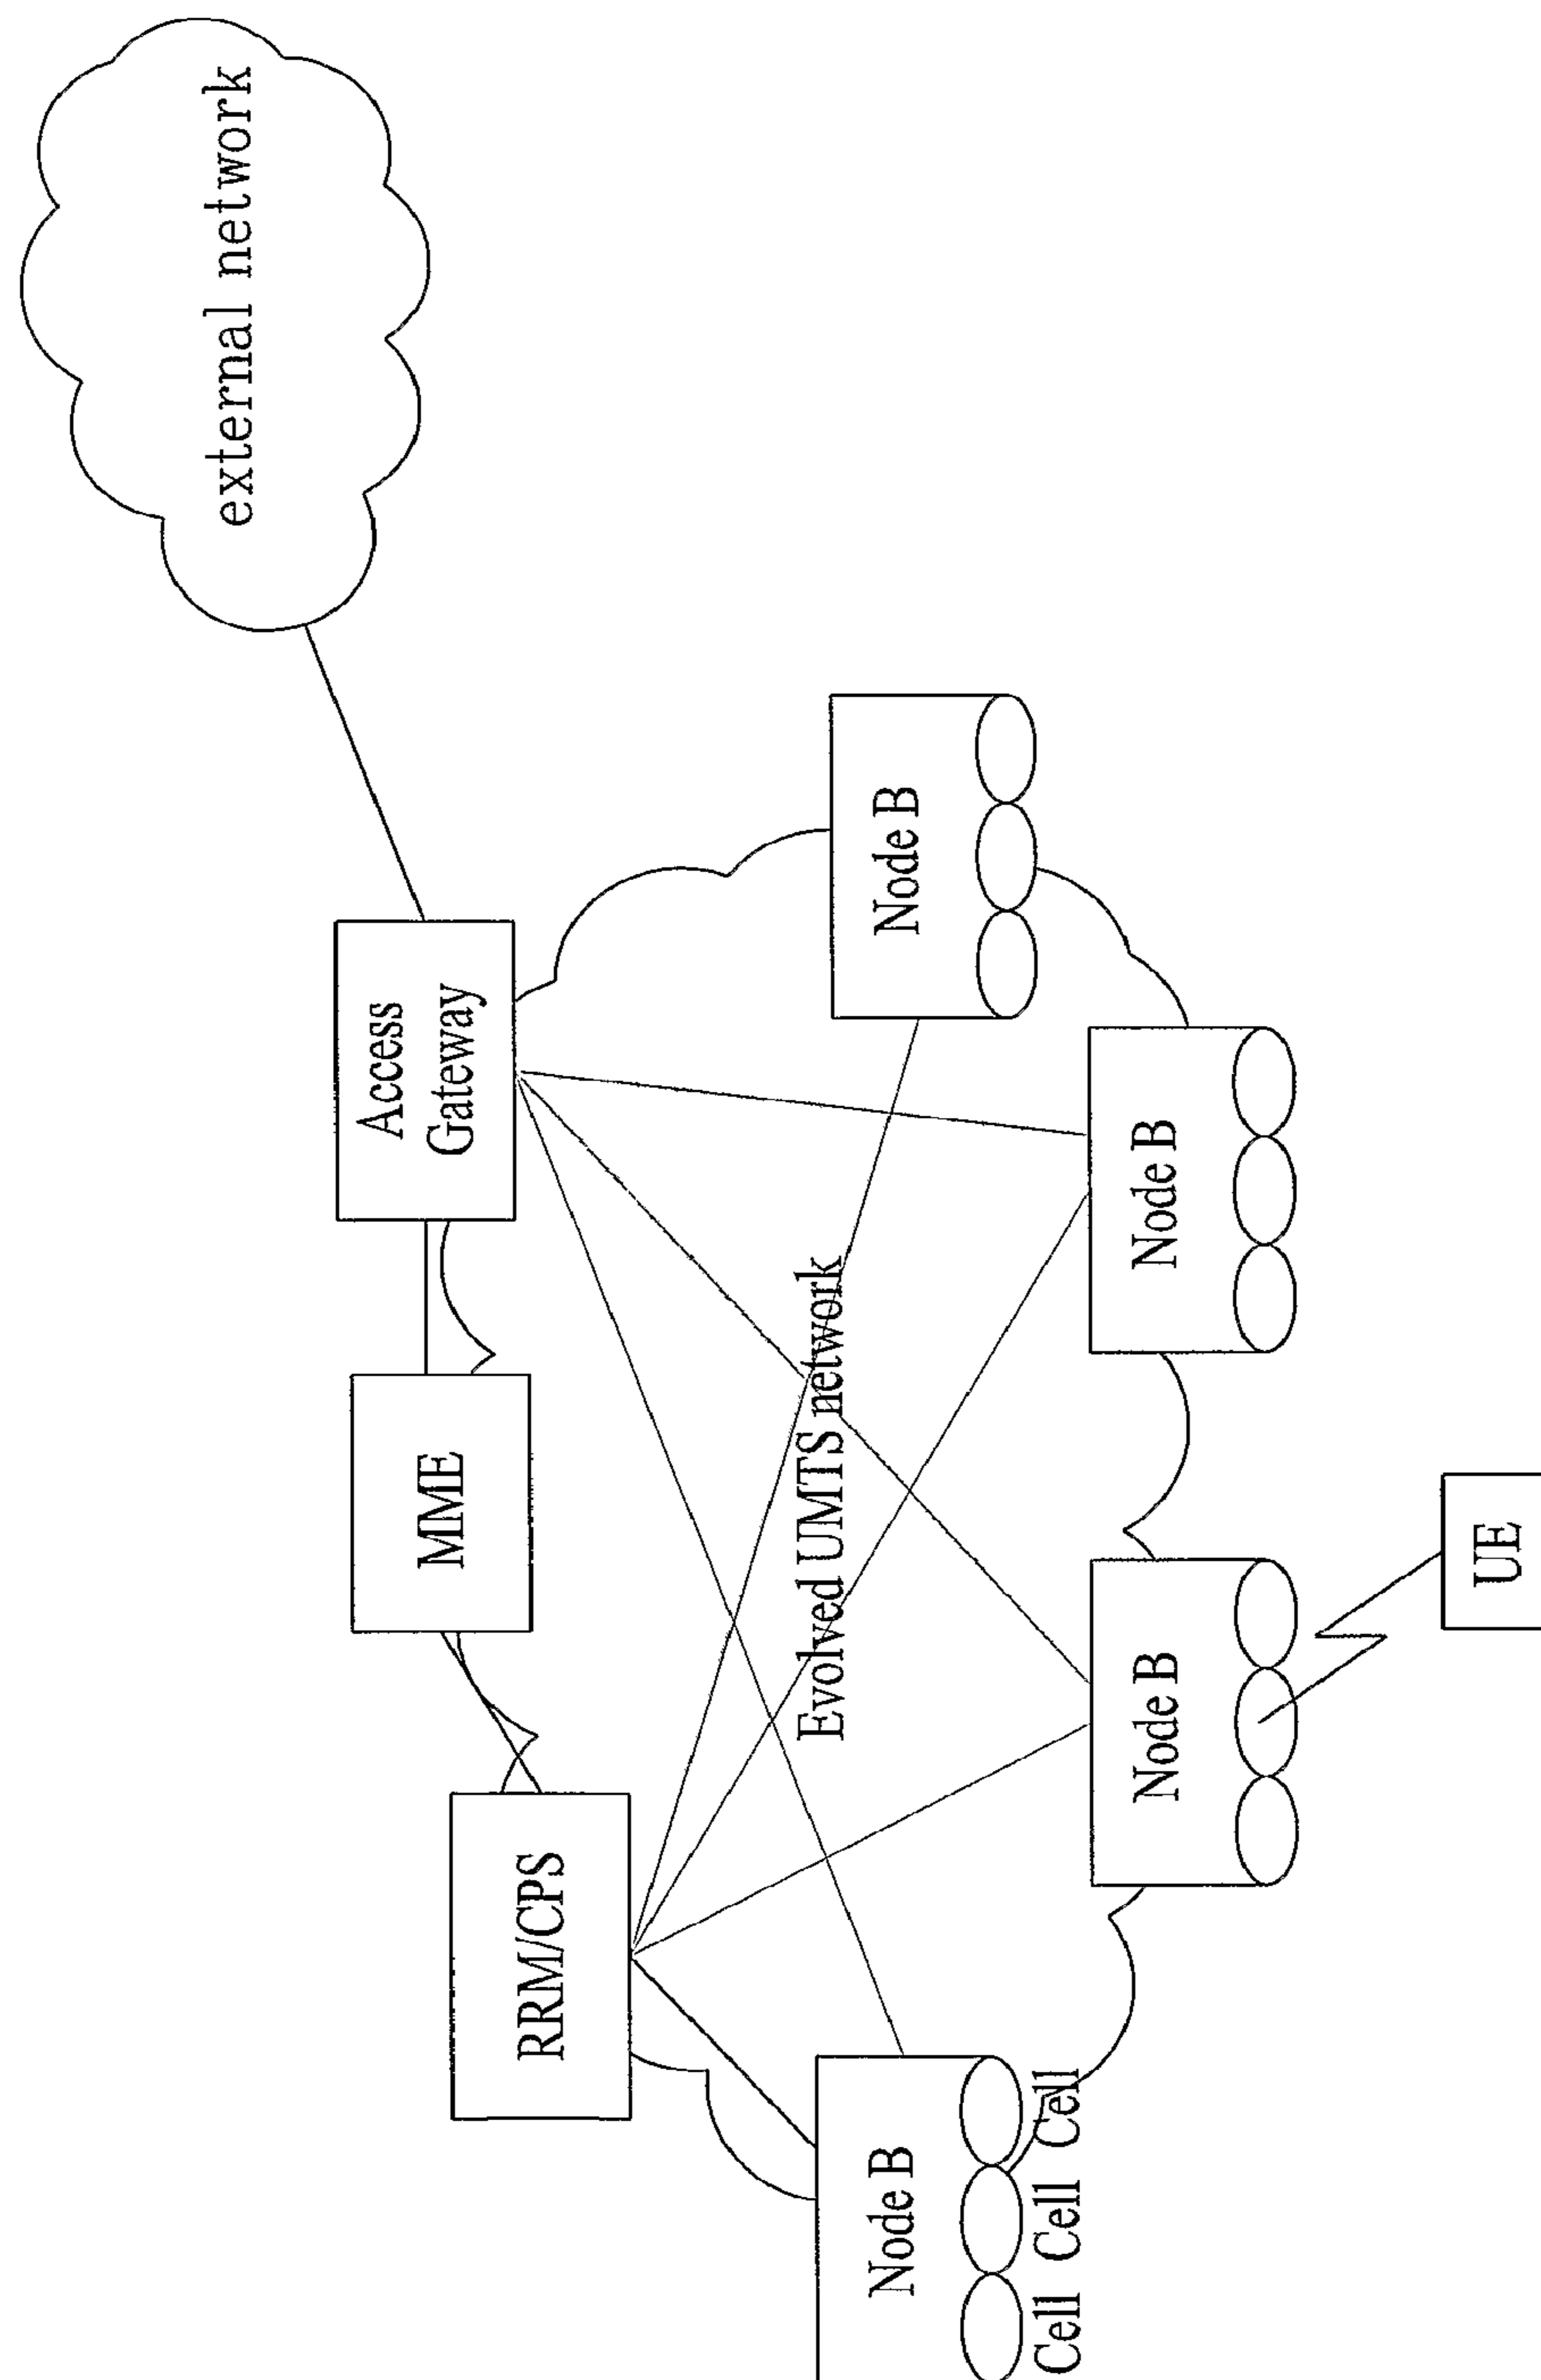 external network
Access
Gateway
MME
RRM/CPS
Evolved UMTS network
Node B
Node B
Node B
Node B
Cell Cell Cell
UE